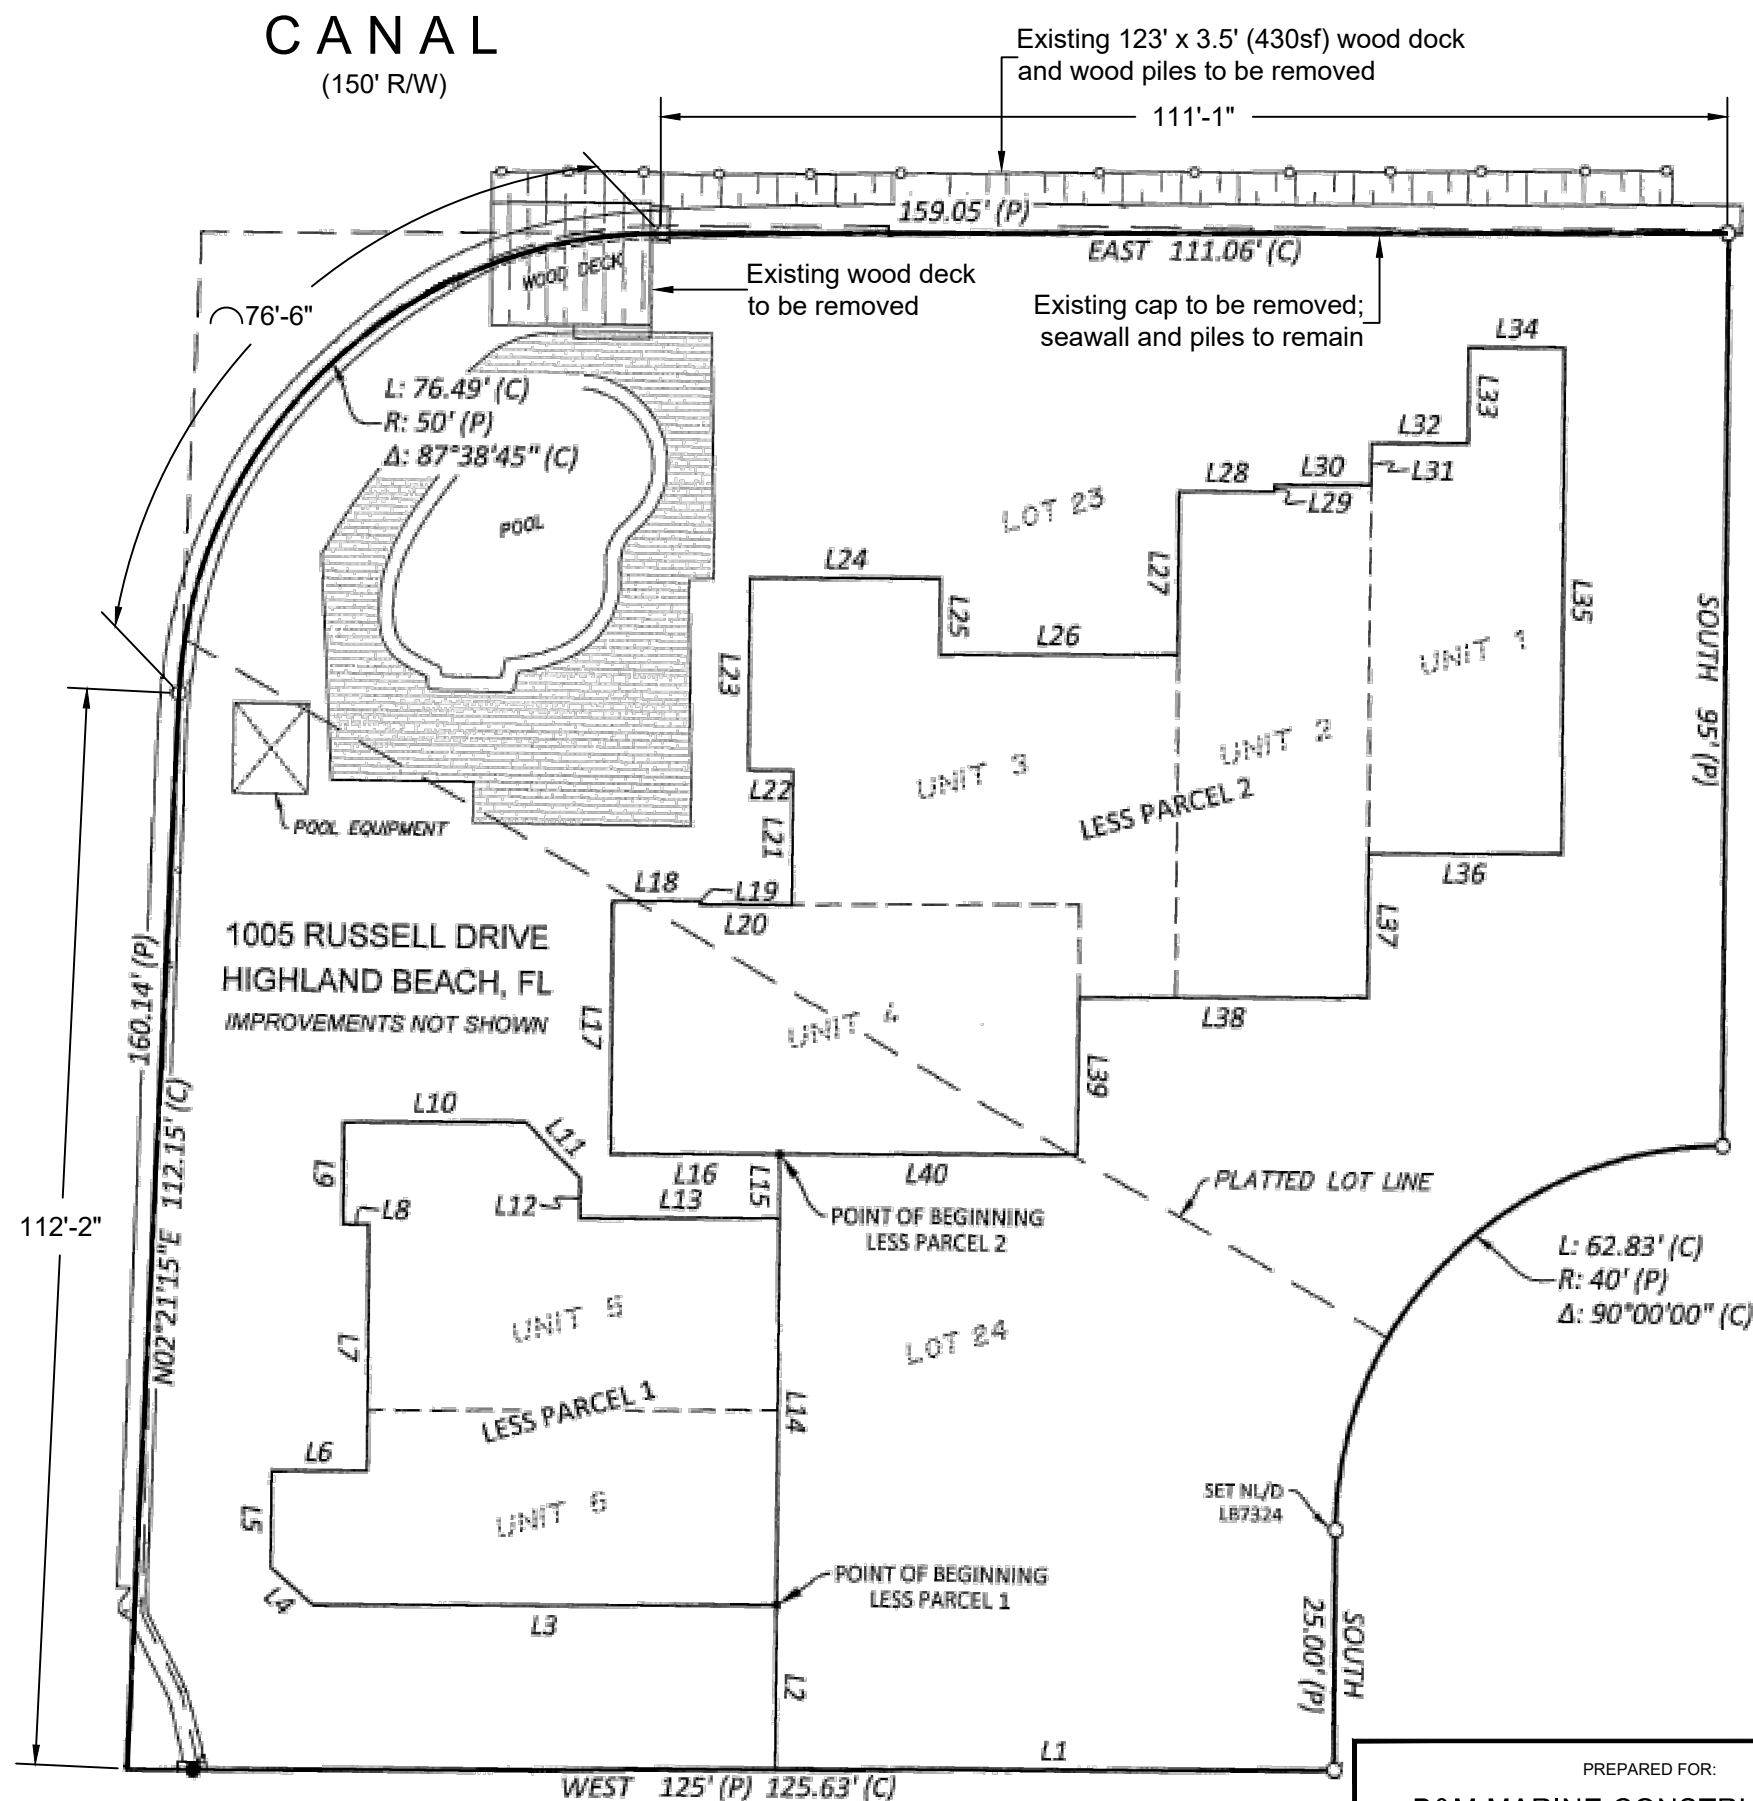 CANAL
(150' R/W)
Existing 123' x 3.5' (430sf) wood dock
and wood piles to be removed
111'-1"
159.05' (P)
EAST 111.06' (C)
WOOD DECK
Existing wood deck
to be removed
Existing cap to be removed;
seawall and piles to remain
76'-6"
L: 76.49' (C)
R: 50' (P)
Δ: 87°38'45" (C)
POOL
L34
L33
L32
L31
L30
L29
L28
LOT 23
L27
L24
L25
L26
L35
UNIT 1
SOUTH 95' (P)
L23
UNIT 2
UNIT 3
LESS PARCEL 2
L22
L21
POOL EQUIPMENT
L36
L18
L19
L20
L37
1005 RUSSELL DRIVE
HIGHLAND BEACH, FL
IMPROVEMENTS NOT SHOWN
160.14' (P)
L17
UNIT 4
L38
L39
N02°21'15"E 112.15' (C)
112'-2"
L10
L11
L9
L8
L12
L13
L16
L15
L40
PLATTED LOT LINE
POINT OF BEGINNING
LESS PARCEL 2
L: 62.83' (C)
R: 40' (P)
Δ: 90°00'00" (C)
UNIT 5
L7
LOT 24
LESS PARCEL 1
L14
L6
UNIT 6
L5
SET NL/D
LB7324
L4
L3
POINT OF BEGINNING
LESS PARCEL 1
SOUTH
25.00' (P)
L2
L1
WEST 125' (P) 125.63' (C)
PREPARED FOR: